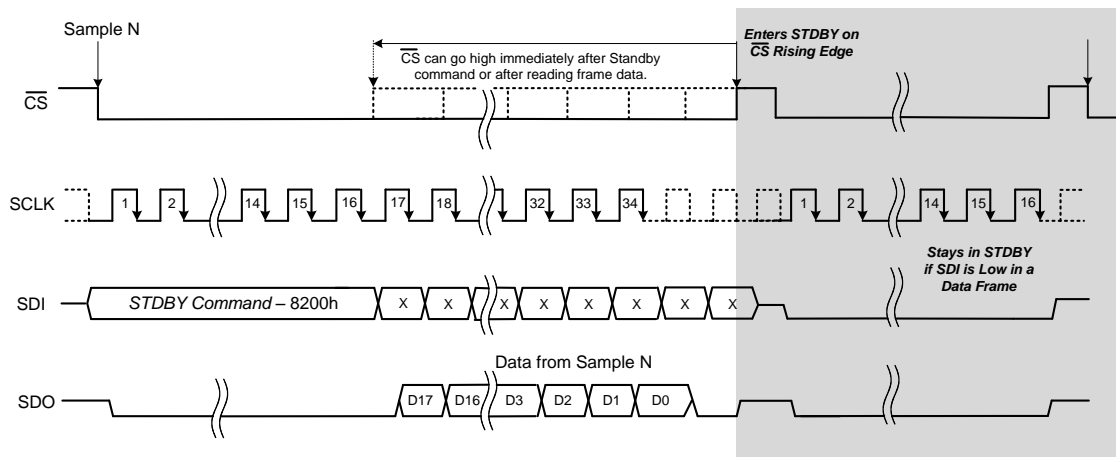 Sample N
Enters STDBY on
CS Rising Edge
CS can go high immediately after Standby
command or after reading frame data.
CS
SCLK
1 2 14 15 16 17 18 32 33 34 1 2 14 15 16
Stays in STDBY
if SDI is Low in a
Data Frame
SDI
STDBY Command – 8200h X X X X X X X X
Data from Sample N
SDO
D17 D16 D3 D2 D1 D0